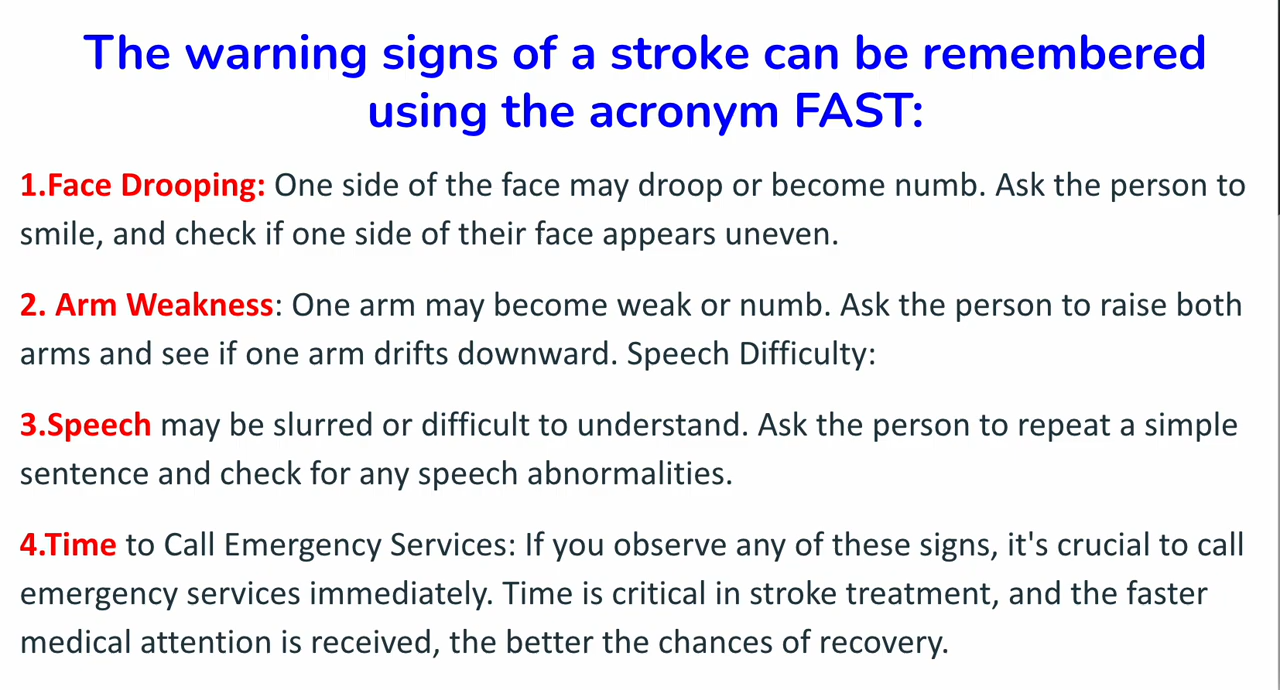 The warning signs of a stroke can be remembered
using the acronym FAST:
1.Face Drooping: One side of the face may droop or become numb. Ask the person to
smile, and check if one side of their face appears uneven.
2. Arm Weakness: One arm may become weak or numb. Ask the person to raise both
arms and see if one arm drifts downward. Speech Difficulty:
3.Speech may be slurred or difficult to understand. Ask the person to repeat a simple
sentence and check for any speech abnormalities.
4.Time to Call Emergency Services: If you observe any of these signs, it's crucial to call
emergency services immediately. Time is critical in stroke treatment, and the faster
medical attention is received, the better the chances of recovery.